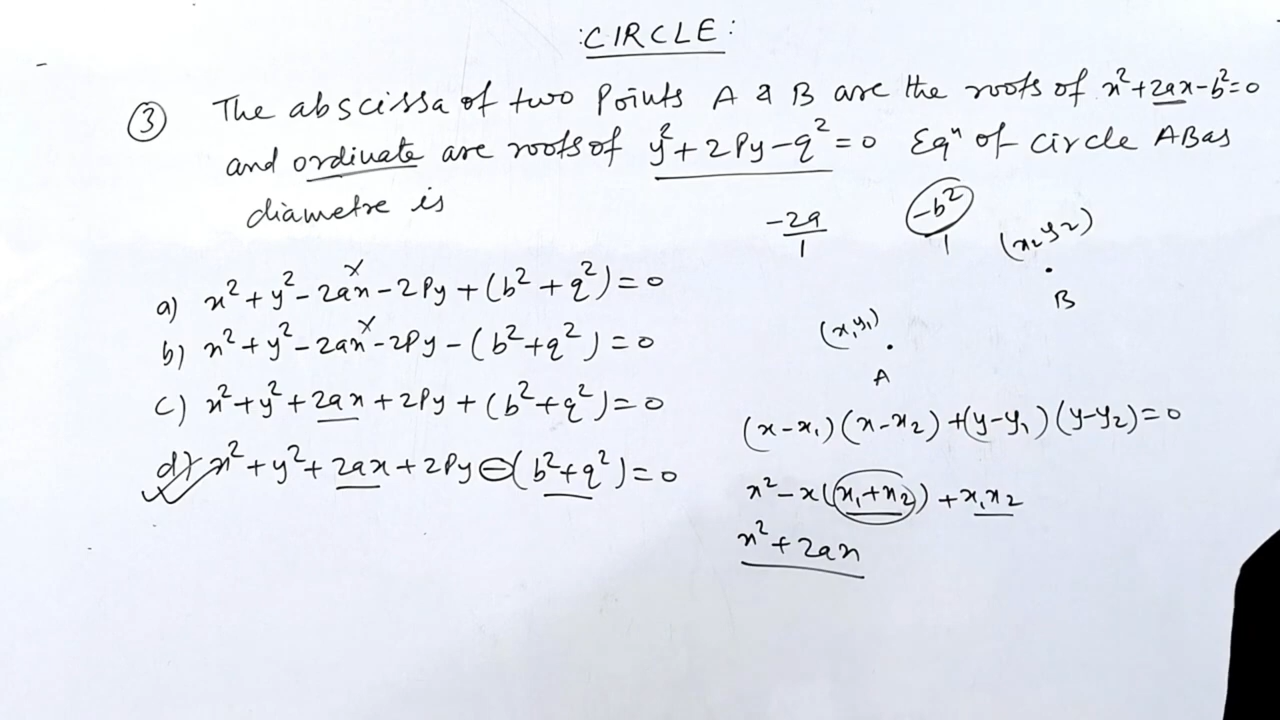 :CIRCLE:
③ The abscissa of two Points A & B are the roots of x²+2ax-b²=0
and ordinate are roots of y²+2Py-q²=0 Eqⁿ of circle AB as
diametre is
-2a/1 -b²/1 (x₂y₂)
B
a) x²+y²-2ax-2Py+(b²+q²)=0
x
(x,y₁)
A
b) x²+y²-2ax-2Py-(b²+q²)=0
x
c) x²+y²+2ax+2Py+(b²+q²)=0
d) x²+y²+2ax+2Py-(b²+q²)=0
(x-x₁)(x-x₂)+(y-y₁)(y-y₂)=0
x²-x(x₁+x₂)+x₁x₂
x²+2ax